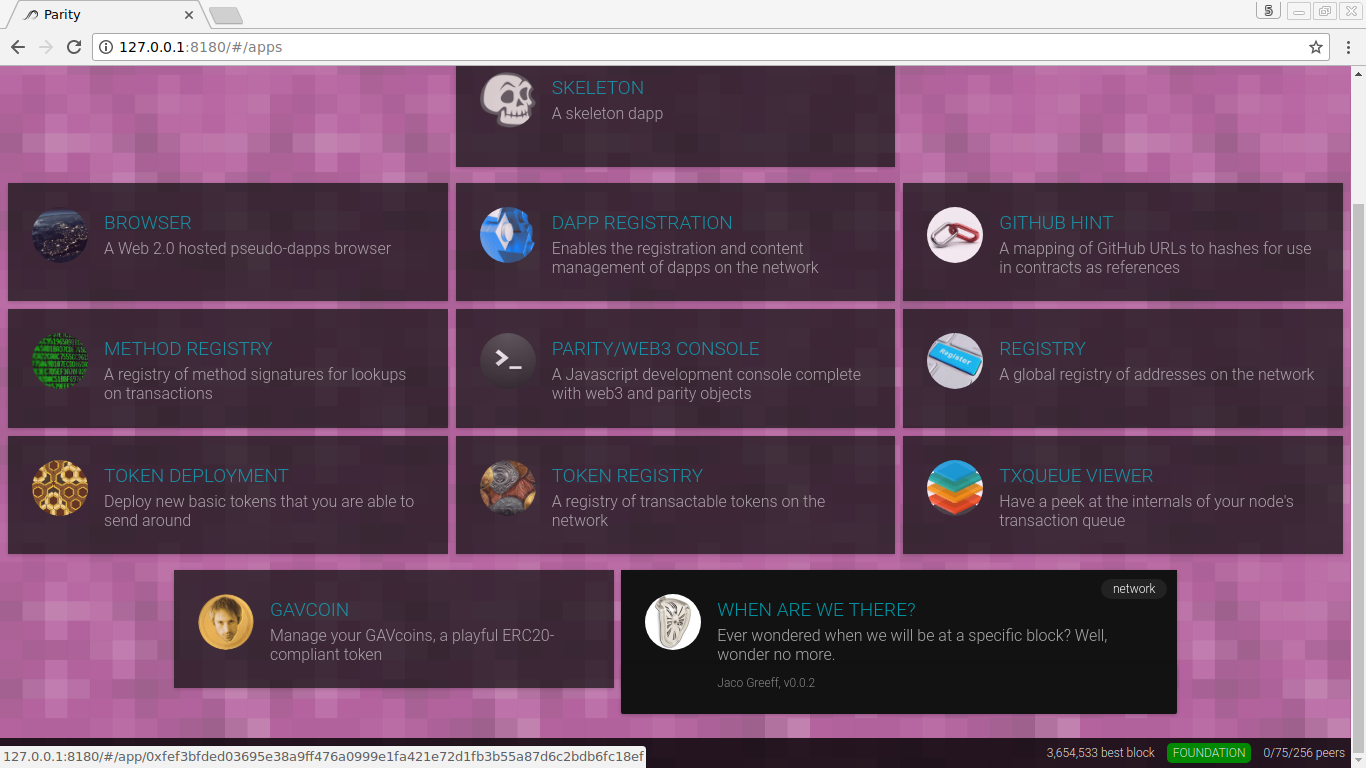 Parity
5
127.0.0.1:8180/#/apps
SKELETON
A skeleton dapp
BROWSER
A Web 2.0 hosted pseudo-dapps browser
DAPP REGISTRATION
Enables the registration and content
management of dapps on the network
GITHUB HINT
A mapping of GitHub URLs to hashes for use
in contracts as references
METHOD REGISTRY
A registry of method signatures for lookups
on transactions
PARITY/WEB3 CONSOLE
A Javascript development console complete
with web3 and parity objects
Register
REGISTRY
A global registry of addresses on the network
TOKEN DEPLOYMENT
Deploy new basic tokens that you are able to
send around
TOKEN REGISTRY
A registry of transactable tokens on the
network
TXQUEUE VIEWER
Have a peek at the internals of your node's
transaction queue
GAVCOIN
Manage your GAVcoins, a playful ERC20-
compliant token
network
WHEN ARE WE THERE?
Ever wondered when we will be at a specific block? Well,
wonder no more.
Jaco Greeff, v0.0.2
127.0.0.1:8180/#/app/0xfef3bfded03695e38a9ff476a0999e1fa421e72d1fb3b55a87d6c2bdb6fc18ef
3,654,533 best block
FOUNDATION
0/75/256 peers